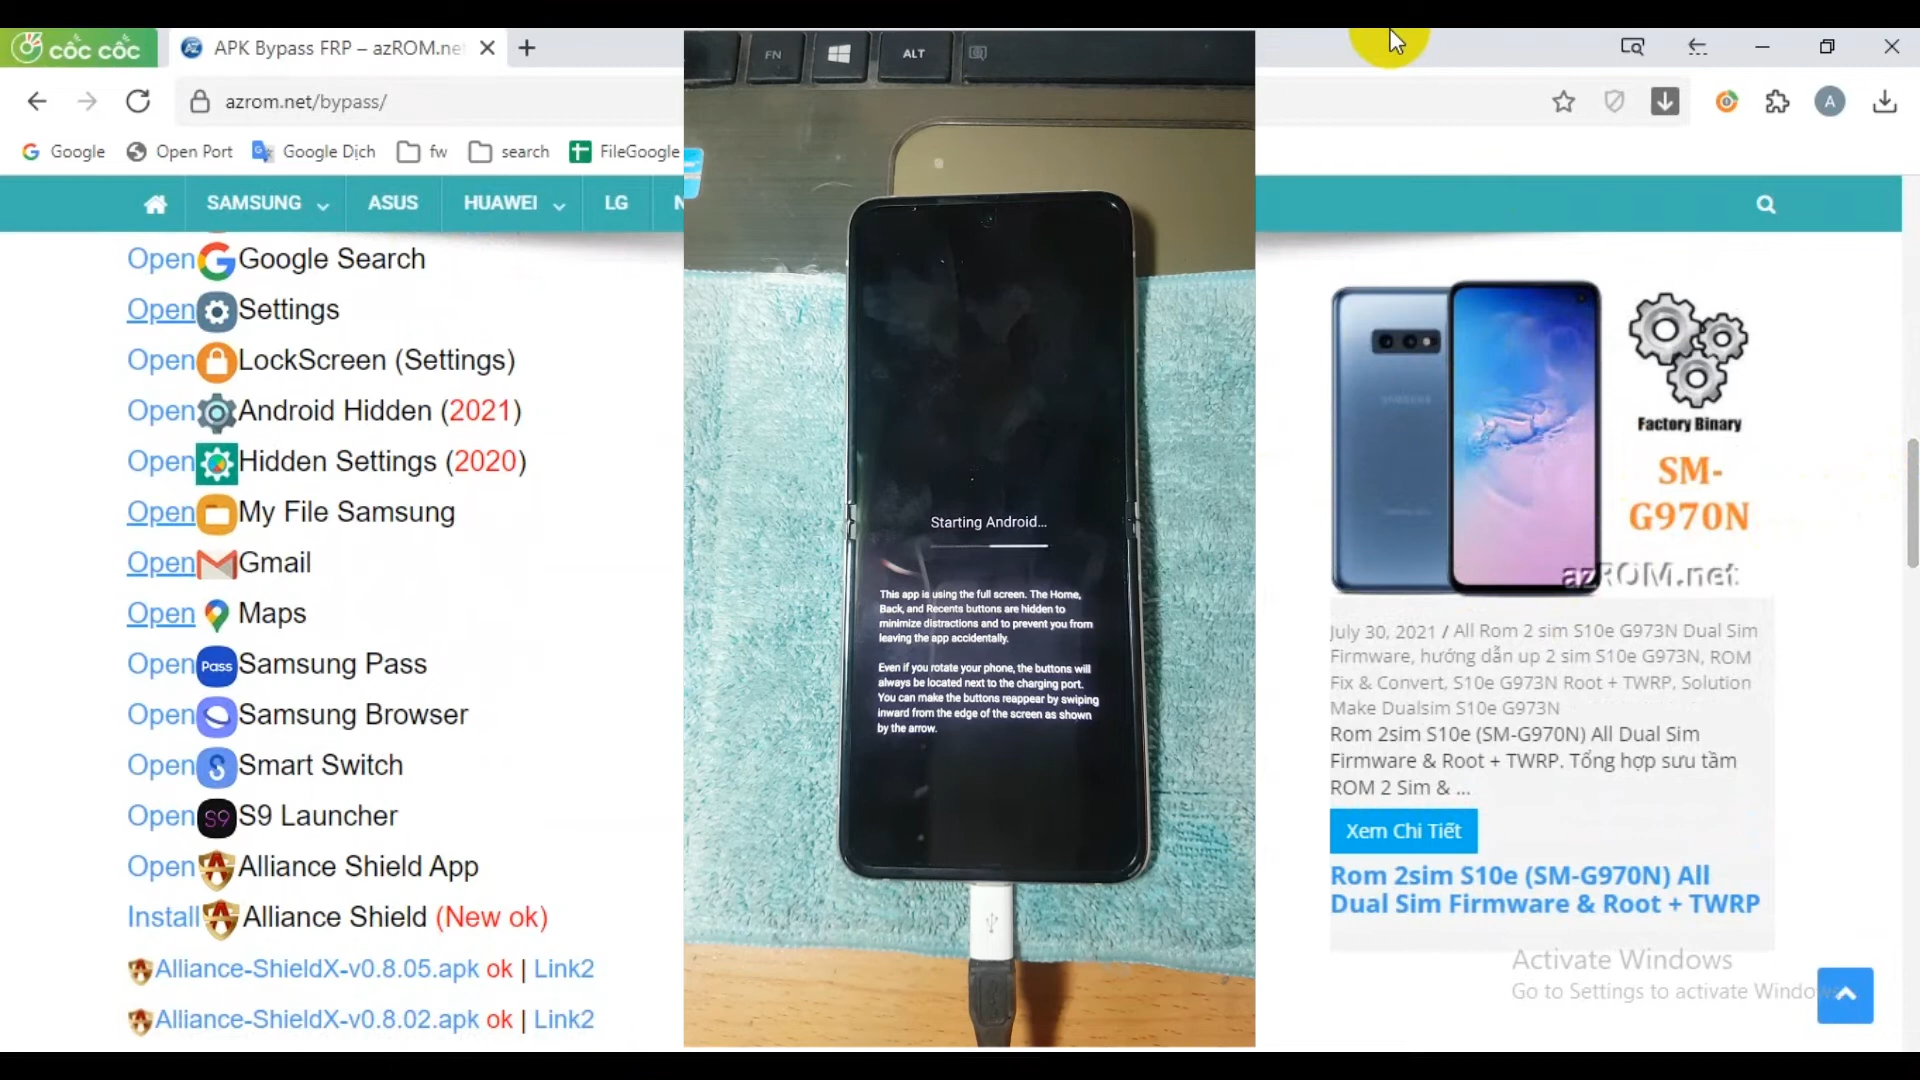 cốc cốc
APK Bypass FRP – azROM.ne
azrom.net/bypass/
A
Google
Open Port
Google Dịch
fw
search
FileGoogle
SAMSUNG
ASUS
HUAWEI
LG
Open Google Search
Open Settings
Open LockScreen (Settings)
Open Android Hidden (2021)
Open Hidden Settings (2020)
Open My File Samsung
Open Gmail
Open Maps
Open Pass Samsung Pass
Open Samsung Browser
Open Smart Switch
Open S9 S9 Launcher
Open Alliance Shield App
Install Alliance Shield (New ok)
Alliance-ShieldX-v0.8.05.apk ok | Link2
Alliance-ShieldX-v0.8.02.apk ok | Link2
FN
ALT
Starting Android...
This app is using the full screen. The Home,
Back, and Recents buttons are hidden to
minimize distractions and to prevent you from
leaving the app accidentally.
Even if you rotate your phone, the buttons will
always be located next to the charging port.
You can make the buttons reappear by swiping
inward from the edge of the screen as shown
by the arrow.
Factory Binary
SM-
G970N
azROM.net
July 30, 2021 / All Rom 2 sim S10e G973N Dual Sim
Firmware, hướng dẫn up 2 sim S10e G973N, ROM
Fix & Convert, S10e G973N Root + TWRP, Solution
Make Dualsim S10e G973N
Rom 2sim S10e (SM-G970N) All Dual Sim
Firmware & Root + TWRP. Tổng hợp sưu tầm
ROM 2 Sim & ...
Xem Chi Tiết
Rom 2sim S10e (SM-G970N) All
Dual Sim Firmware & Root + TWRP
Activate Windows
Go to Settings to activate Window